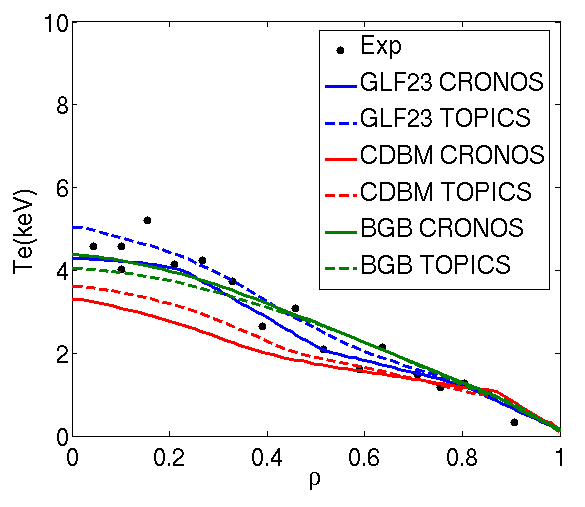 10
8
6
4
2
0
Te(keV)
Exp
GLF23 CRONOS
GLF23 TOPICS
CDBM CRONOS
CDBM TOPICS
BGB CRONOS
BGB TOPICS
0 0.2 0.4 0.6 0.8 1
ρ